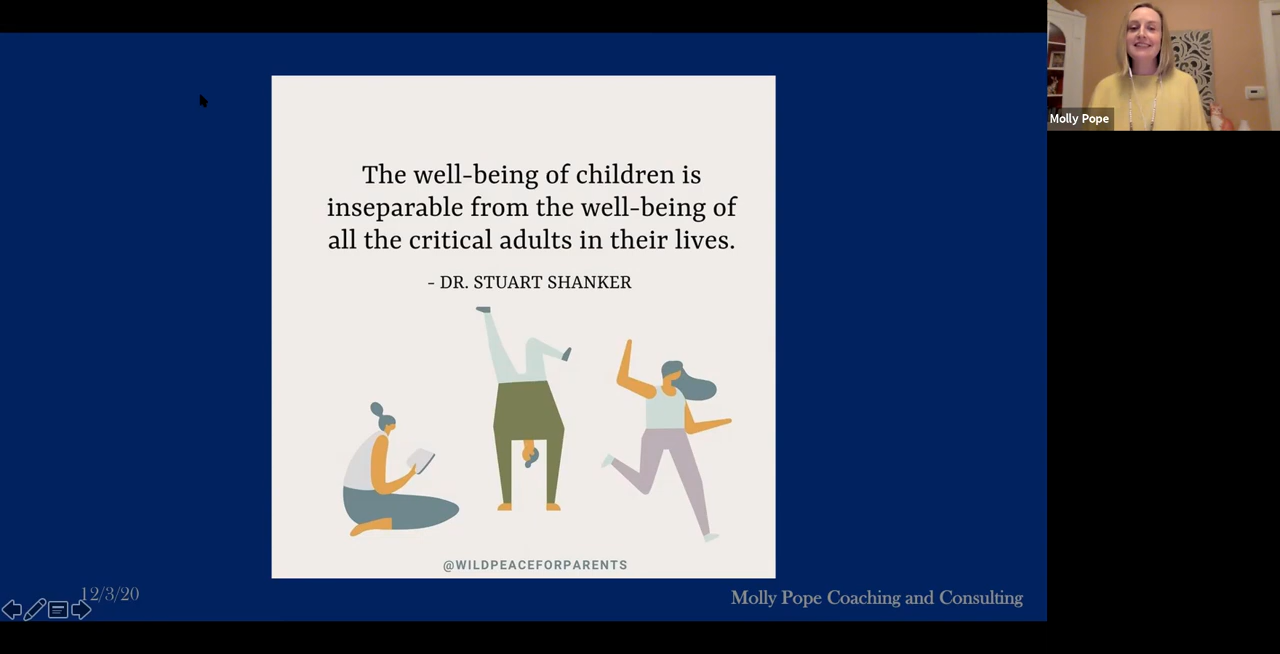 Molly Pope
The well-being of children is
inseparable from the well-being of
all the critical adults in their lives.
- DR. STUART SHANKER
@WILDPEACEFORPARENTS
12/3/20
Molly Pope Coaching and Consulting